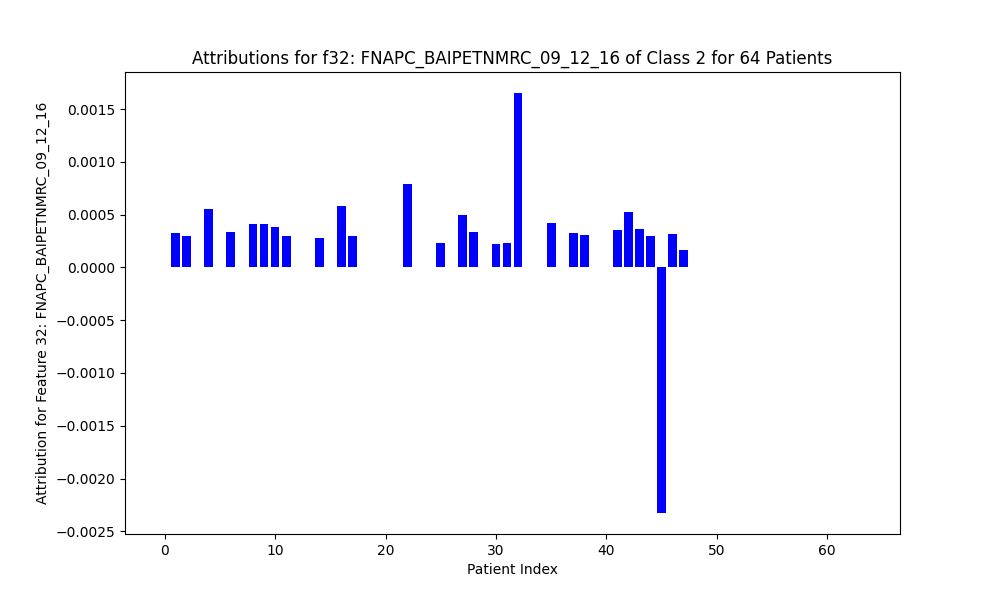 Attributions for f32: FNAPC_BAIPETNMRC_09_12_16 of Class 2 for 64 Patients
Attribution for Feature 32: FNAPC_BAIPETNMRC_09_12_16
0.0015
0.0010
0.0005
0.0000
−0.0005
−0.0010
−0.0015
−0.0020
−0.0025
0 10 20 30 40 50 60
Patient Index